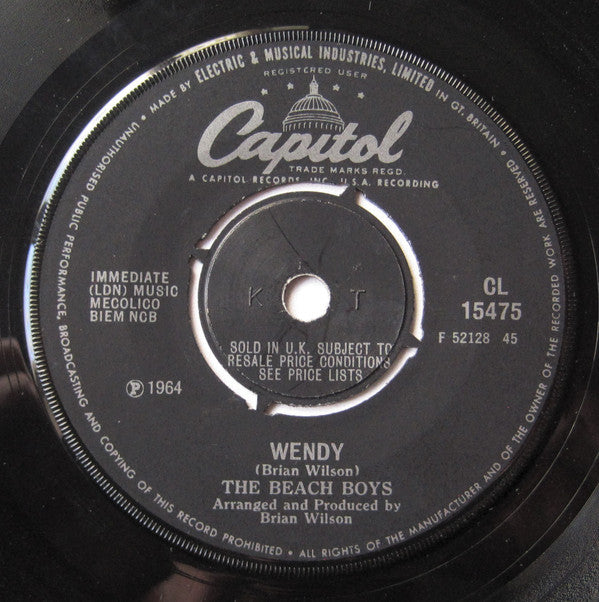 MADE BY ELECTRIC & MUSICAL INDUSTRIES, LIMITED IN GT. BRITAIN. • ALL RIGHTS OF THE MANUFACTURER AND OF THE OWNER OF THE RECORDED WORK ARE RESERVED • UNAUTHORISED PUBLIC PERFORMANCE, BROADCASTING AND COPYING OF THIS RECORD PROHIBITED •
REGISTERED USER
Capitol
TRADE MARKS REGD.
A CAPITOL RECORDS, INC., U.S.A. RECORDING
IMMEDIATE
(LDN) MUSIC
MECOLICO
BIEM NCB
CL
15475
F 52128 45
K T
SOLD IN U.K. SUBJECT TO
RESALE PRICE CONDITIONS
SEE PRICE LISTS
Ⓟ 1964
WENDY
(Brian Wilson)
THE BEACH BOYS
Arranged and Produced by
Brian Wilson